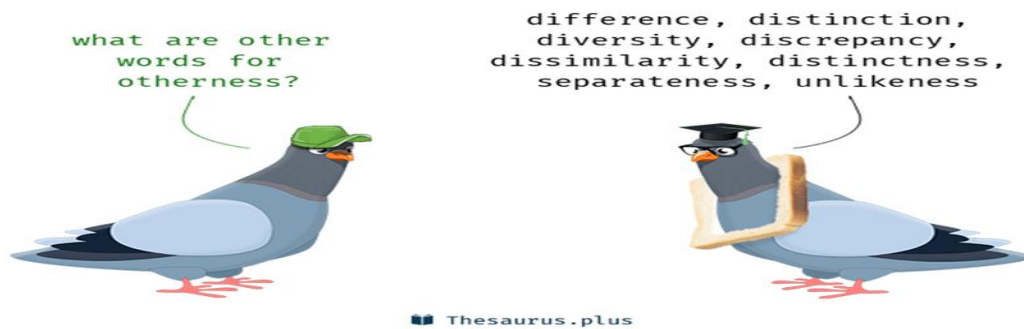 what are other
words for
otherness?
difference, distinction,
diversity, discrepancy,
dissimilarity, distinctness,
separateness, unlikeness
Thesaurus.plus